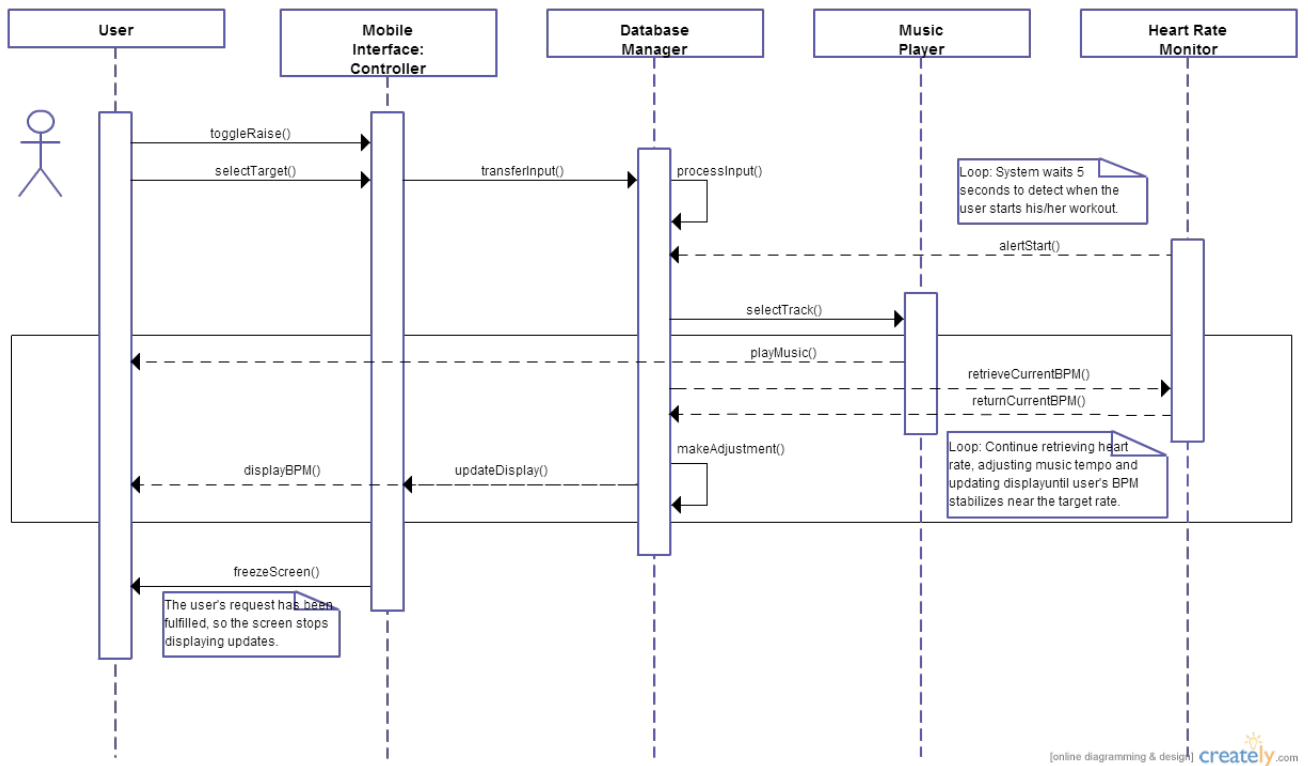 User
Mobile
Interface:
Controller
Database
Manager
Music
Player
Heart Rate
Monitor
toggleRaise()
selectTarget()
transferInput()
processInput()
Loop: System waits 5
seconds to detect when the
user starts his/her workout.
alertStart()
selectTrack()
playMusic()
retrieveCurrentBPM()
returnCurrentBPM()
makeAdjustment()
Loop: Continue retrieving heart
rate, adjusting music tempo and
updating displayuntil user's BPM
stabilizes near the target rate.
displayBPM()
updateDisplay()
freezeScreen()
The user's request has been
fulfilled, so the screen stops
displaying updates.
[online diagramming & design] creately.com